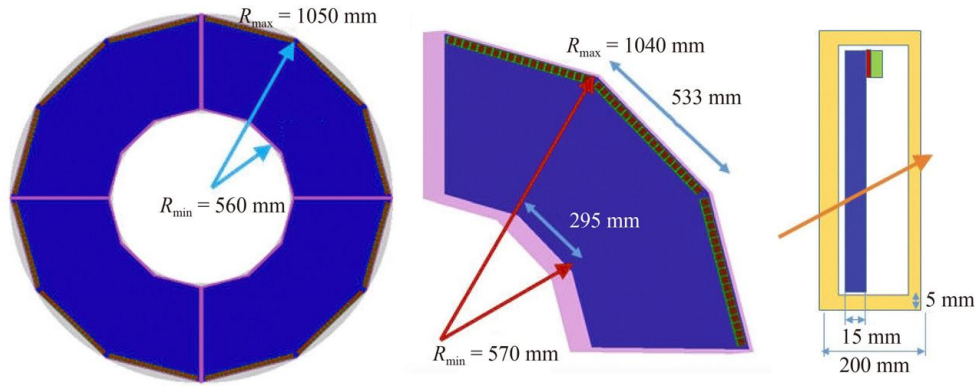 R_max = 1050 mm
R_min = 560 mm
R_max = 1040 mm
533 mm
295 mm
R_min = 570 mm
5 mm
15 mm
200 mm